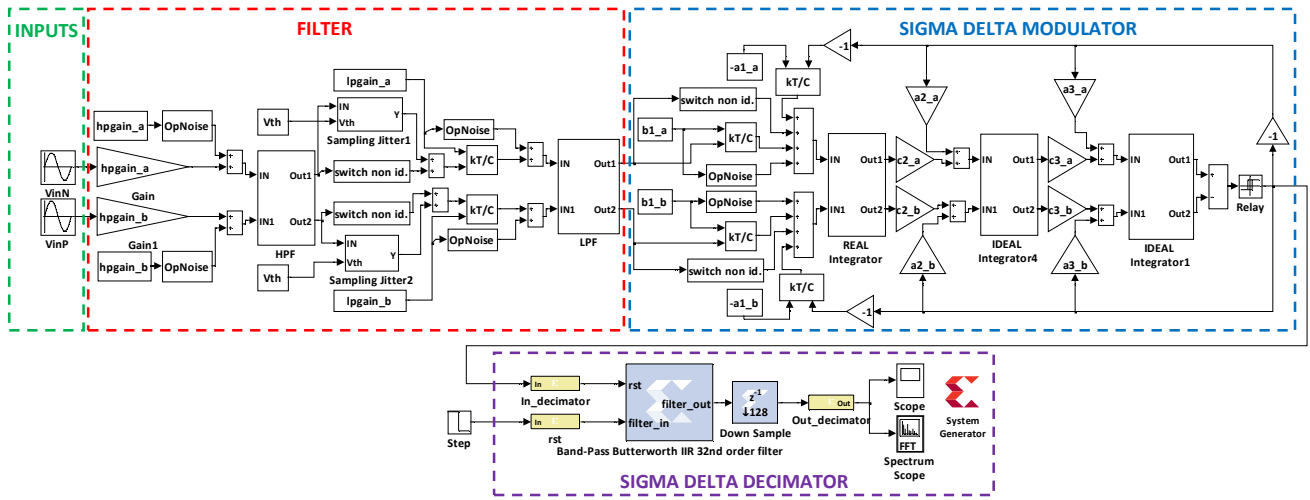 INPUTS
FILTER
SIGMA DELTA MODULATOR
VinN
VinP
hpgain_a
OpNoise
hpgain_a
Gain
hpgain_b
Gain1
hpgain_b
OpNoise
+
+
+
+
IN
IN1
Out1
Out2
HPF
Vth
Vth
lpgain_a
IN
Vth
Y
Sampling Jitter1
switch non id.
switch non id.
IN
Vth
Y
Sampling Jitter2
lpgain_b
OpNoise
kT/C
kT/C
OpNoise
+
+
+
+
+
+
+
+
IN
IN1
Out1
Out2
LPF
-a1_a
kT/C
-1
switch non id.
b1_a
kT/C
OpNoise
b1_b
OpNoise
kT/C
switch non id.
-a1_b
kT/C
-1
+
+
+
+
+
+
+
+
IN
IN1
Out1
Out2
REAL
Integrator
c2_a
c2_b
a2_a
a2_b
+
+
+
+
IN
IN1
Out1
Out2
IDEAL
Integrator4
c3_a
c3_b
a3_a
a3_b
+
+
+
+
IN
IN1
Out1
Out2
IDEAL
Integrator1
+
-
Relay
-1
Step
In
In_decimator
In
rst
rst
filter_in
filter_out
Band-Pass Butterworth IIR 32nd order filter
z-1
↓128
Down Sample
Out
Out_decimator
Scope
FFT
Spectrum
Scope
System
Generator
SIGMA DELTA DECIMATOR